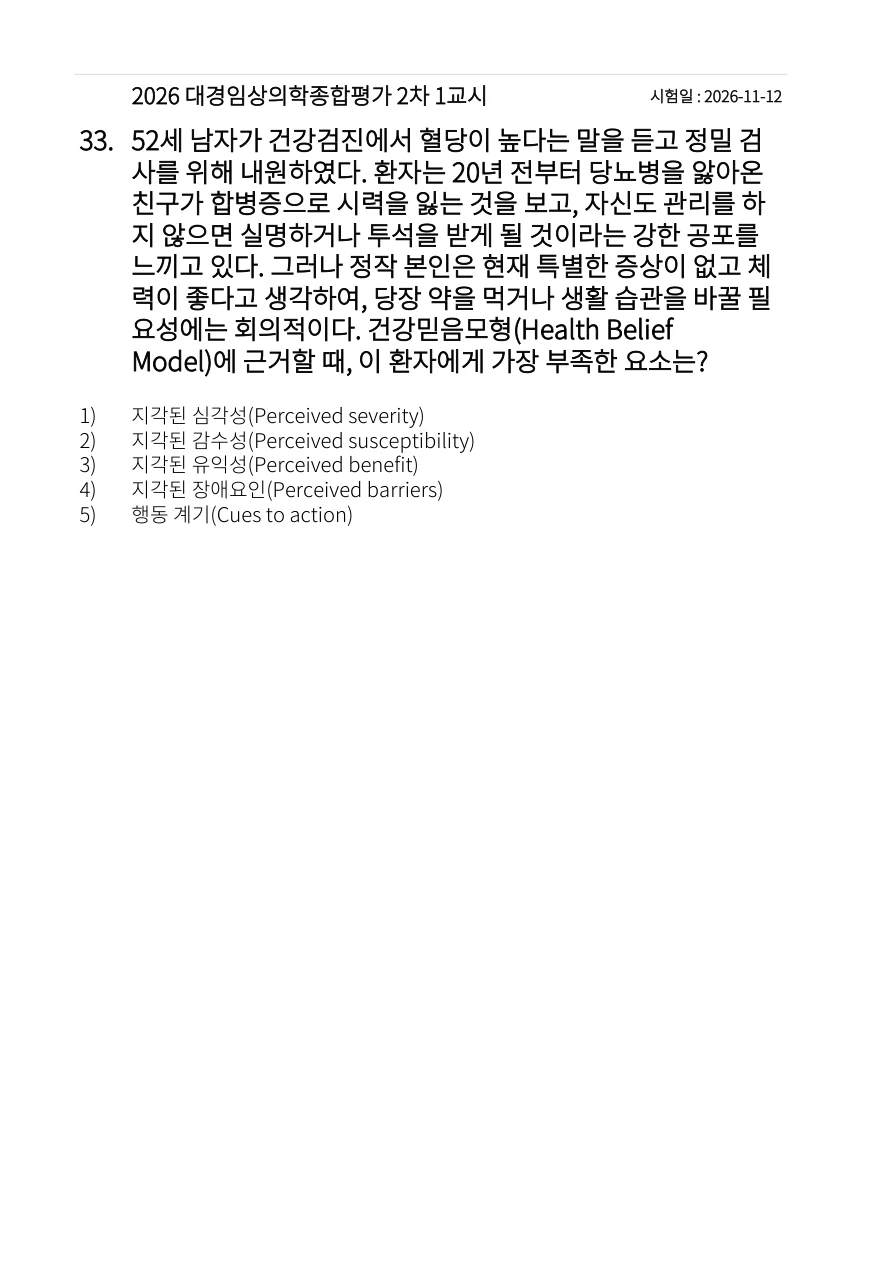 2026 대경임상의학종합평가 2차 1교시 시험일 : 2026-11-12
33. 52세 남자가 건강검진에서 혈당이 높다는 말을 듣고 정밀 검
사를 위해 내원하였다. 환자는 20년 전부터 당뇨병을 앓아온
친구가 합병증으로 시력을 잃는 것을 보고, 자신도 관리를 하
지 않으면 실명하거나 투석을 받게 될 것이라는 강한 공포를
느끼고 있다. 그러나 정작 본인은 현재 특별한 증상이 없고 체
력이 좋다고 생각하여, 당장 약을 먹거나 생활 습관을 바꿀 필
요성에는 회의적이다. 건강믿음모형(Health Belief
Model)에 근거할 때, 이 환자에게 가장 부족한 요소는?
1) 지각된 심각성(Perceived severity)
2) 지각된 감수성(Perceived susceptibility)
3) 지각된 유익성(Perceived benefit)
4) 지각된 장애요인(Perceived barriers)
5) 행동 계기(Cues to action)